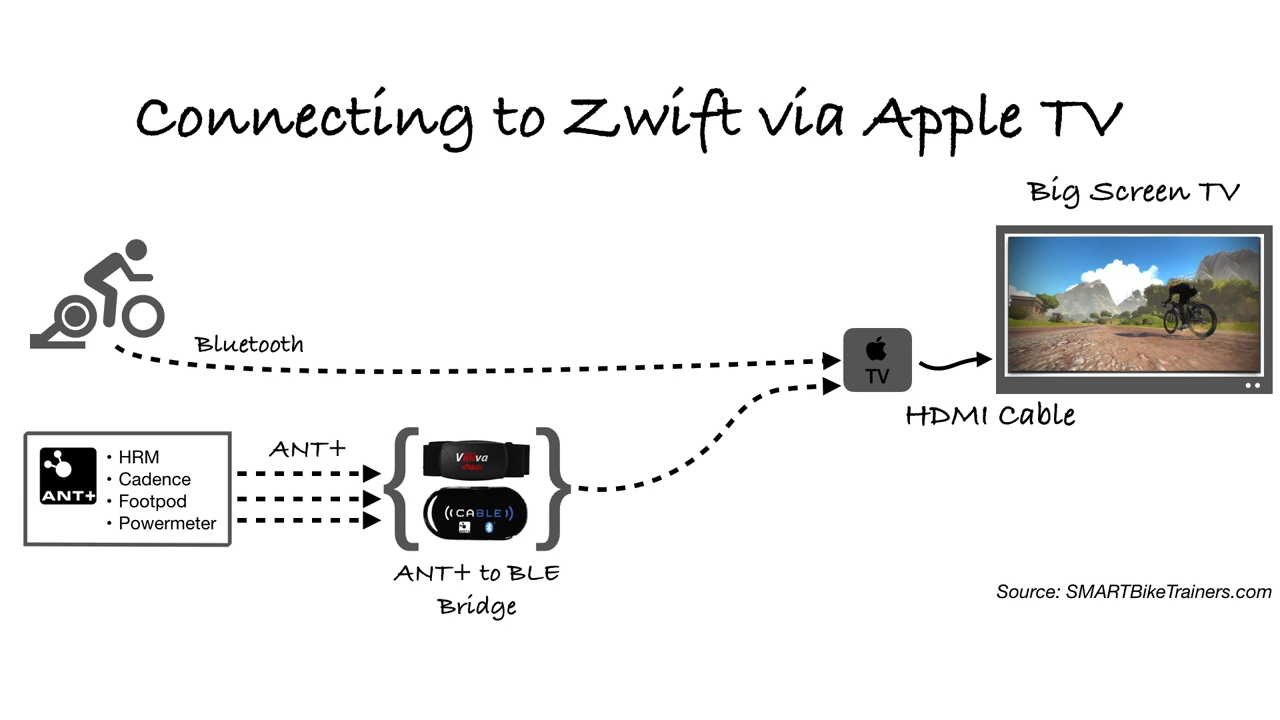 Connecting to Zwift via Apple TV
Big Screen TV
Bluetooth
TV
HDMI Cable
ANT+
• HRM
• Cadence
• Footpod
• Powermeter
ANT+
((CABLE))
ANT+ to BLE
Bridge
Source: SMARTBikeTrainers.com